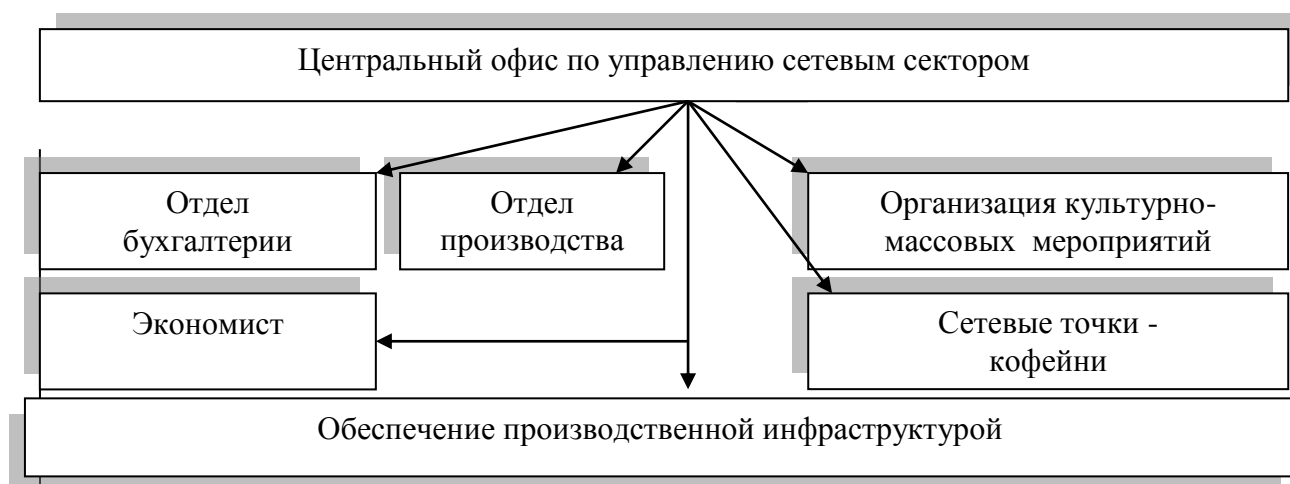 Центральный офис по управлению сетевым сектором
Отдел
бухгалтерии
Отдел
производства
Организация культурно-
массовых мероприятий
Экономист
Сетевые точки -
кофейни
Обеспечение производственной инфраструктурой